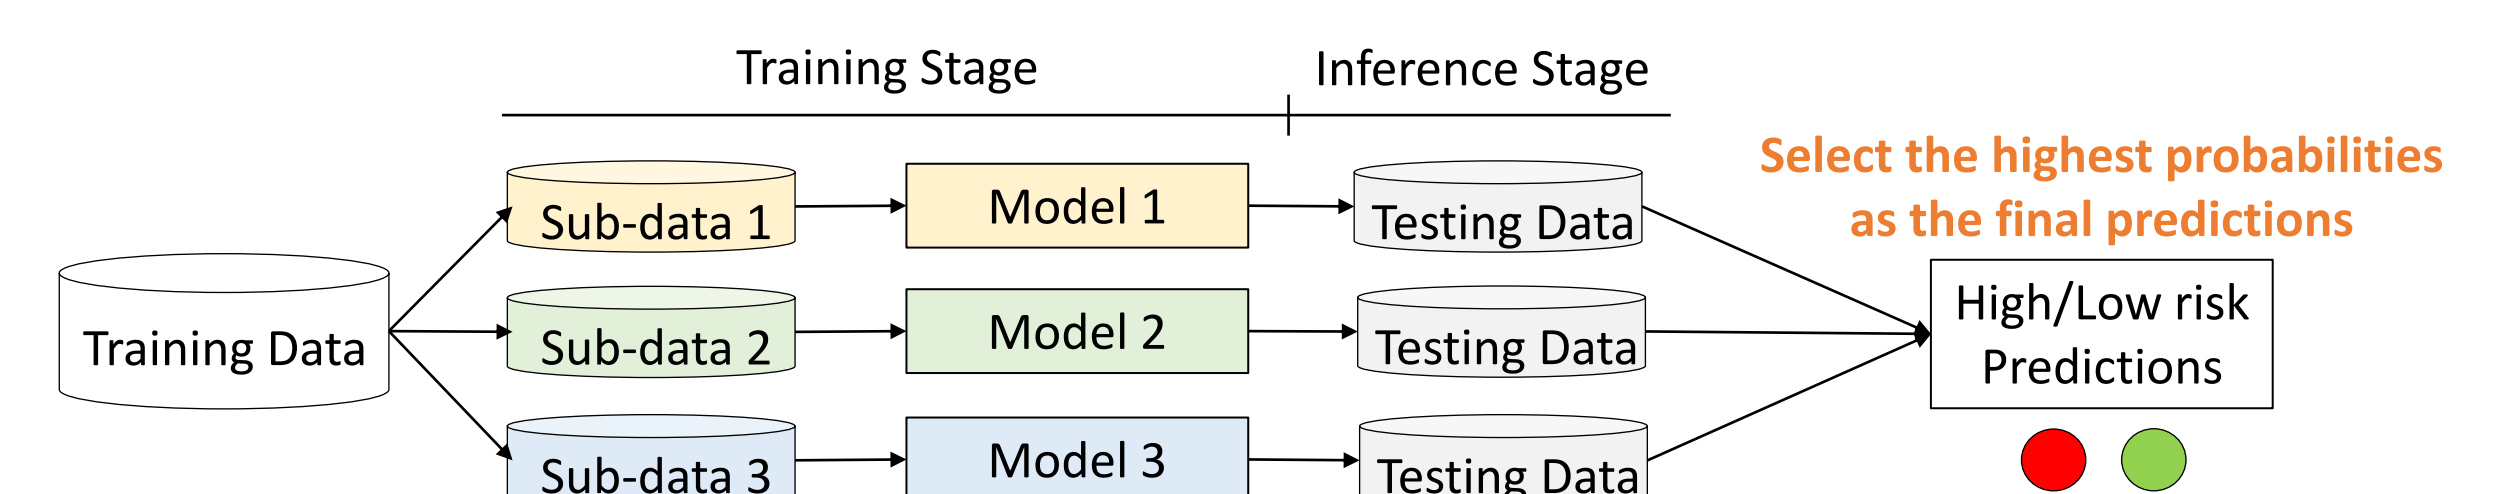 Training Stage
Inference Stage
Select the highest probabilities
as the final predictions
Sub-data 1
Model 1
Testing Data
Training Data
Sub-data 2
Model 2
Testing Data
High/Low risk
Predictions
Sub-data 3
Model 3
Testing Data